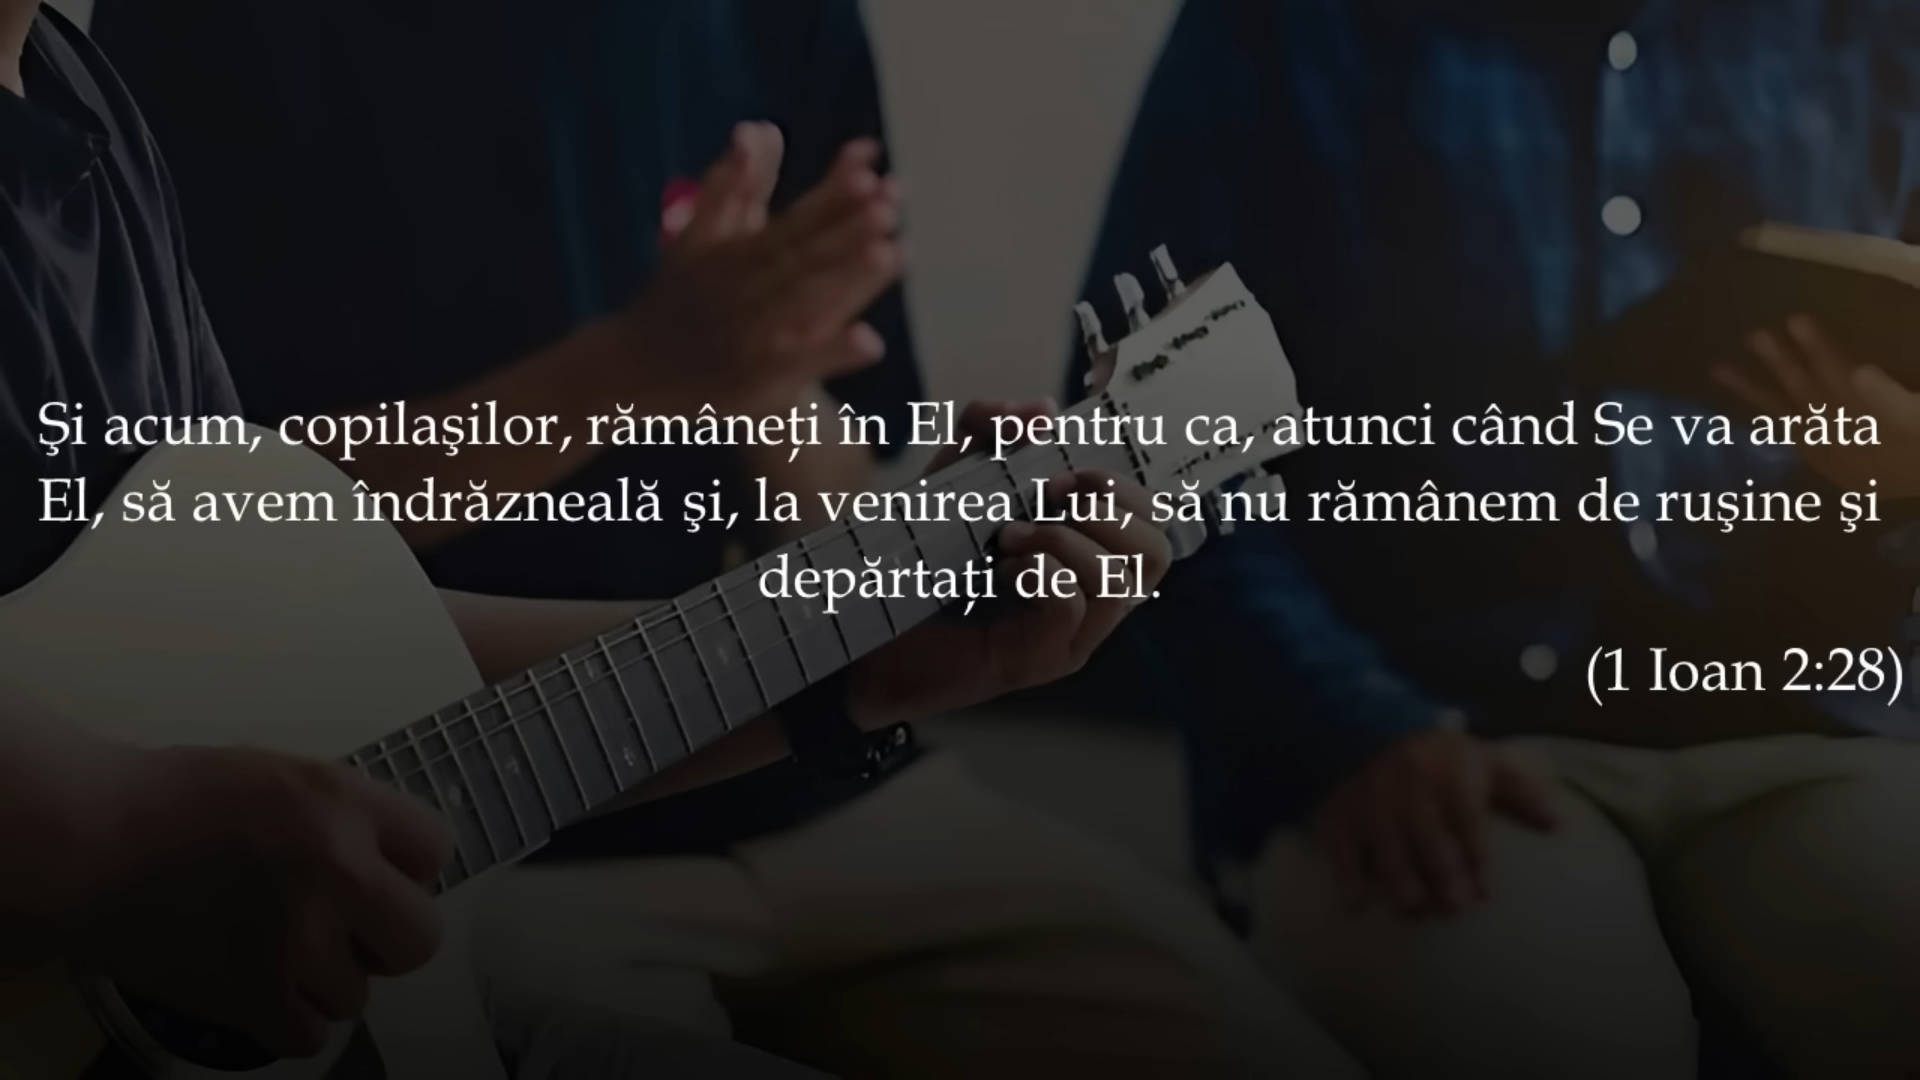 Şi acum, copilaşilor, rămâneți în El, pentru ca, atunci când Se va arăta
El, să avem îndrăzneală şi, la venirea Lui, să nu rămânem de ruşine şi
depărtați de El.
(1 Ioan 2:28)